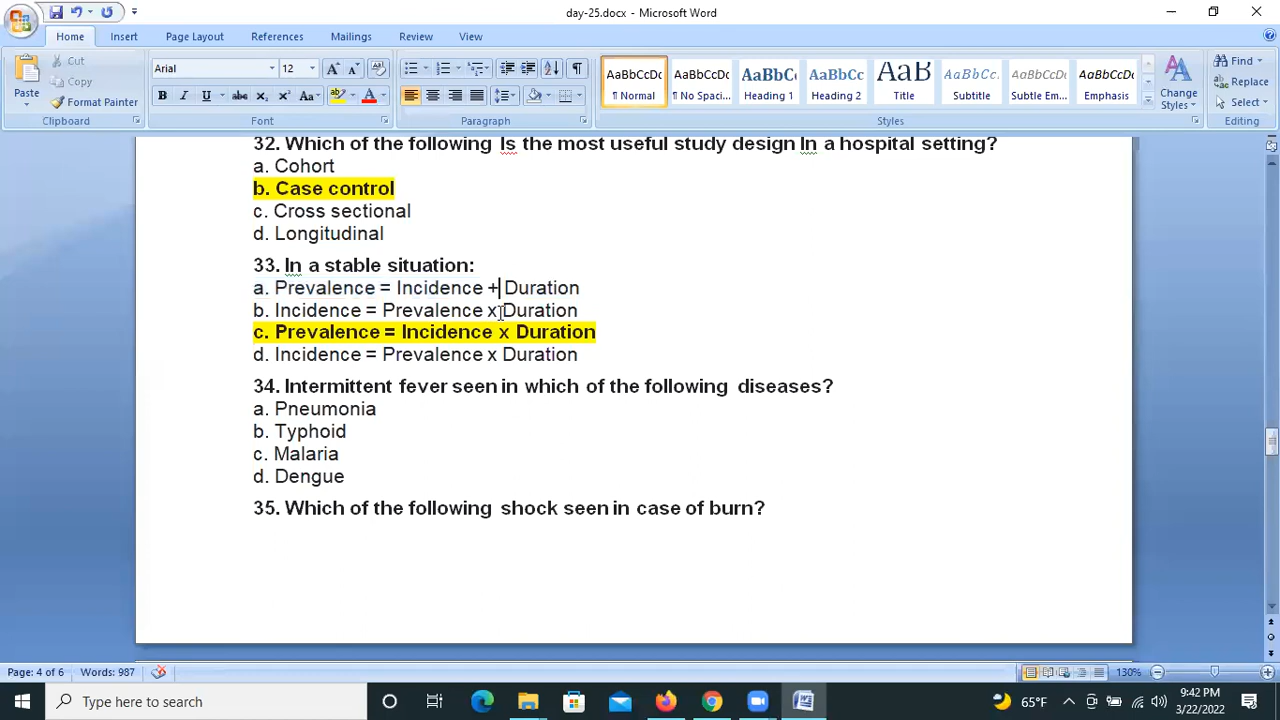 day-25.docx - Microsoft Word
Home Insert Page Layout References Mailings Review View
Paste
Cut
Copy
Format Painter
Clipboard
Arial 12
Font
Paragraph
AaBbCcDc ¶ Normal
AaBbCcDc ¶ No Spaci...
AaBbC Heading 1
AaBbCc Heading 2
AaB Title
AaBbCc. Subtitle
AaBbCcDc Subtle Em...
AaBbCcDc Emphasis
Change Styles
Styles
Find
Replace
Select
Editing
32. Which of the following Is the most useful study design In a hospital setting?
a. Cohort
b. Case control
c. Cross sectional
d. Longitudinal
33. In a stable situation:
a. Prevalence = Incidence + Duration
b. Incidence = Prevalence x Duration
c. Prevalence = Incidence x Duration
d. Incidence = Prevalence x Duration
34. Intermittent fever seen in which of the following diseases?
a. Pneumonia
b. Typhoid
c. Malaria
d. Dengue
35. Which of the following shock seen in case of burn?
Page: 4 of 6 Words: 987
130%
Type here to search
65°F
9:42 PM
3/22/2022